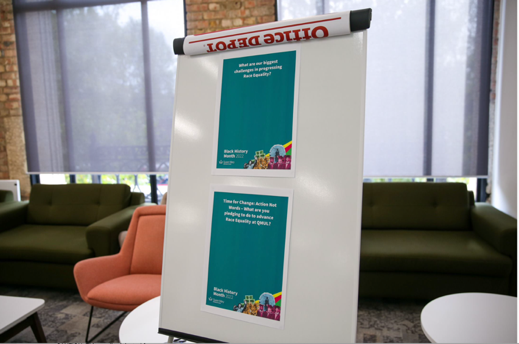 Office DEPOT
What are our biggest
challenges in progressing
Race Equality?
Black History
Month 2022
Time for Change: Action Not
Words - What are you
pledging to do to advance
Race Equality at QMUL?
Black History
Month